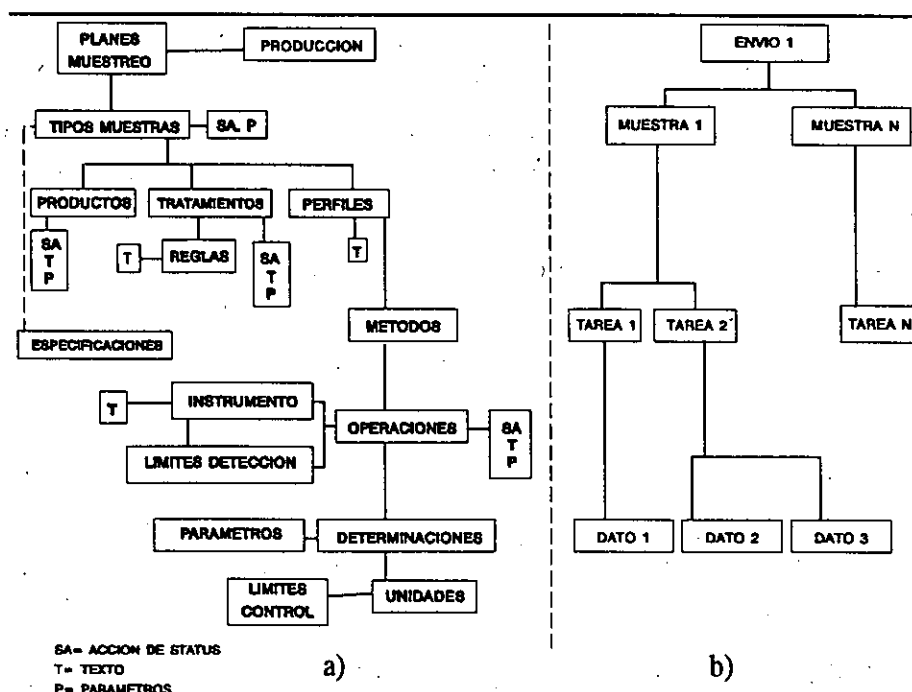 PLANES
MUESTREO
PRODUCCION
TIPOS MUESTRAS
SA. P
PRODUCTOS
TRATAMIENTOS
PERFILES
SA
T
P
T
REGLAS
SA
T
P
T
ESPECIFICACIONES
METODOS
T
INSTRUMENTO
LIMITES DETECCION
OPERACIONES
SA
T
P
PARAMETROS
DETERMINACIONES
LIMITES
CONTROL
UNIDADES
SA= ACCION DE STATUS
T= TEXTO
P= PARAMETROS
a)
ENVIO 1
MUESTRA 1
MUESTRA N
TAREA 1
TAREA 2
TAREA N
DATO 1
DATO 2
DATO 3
b)